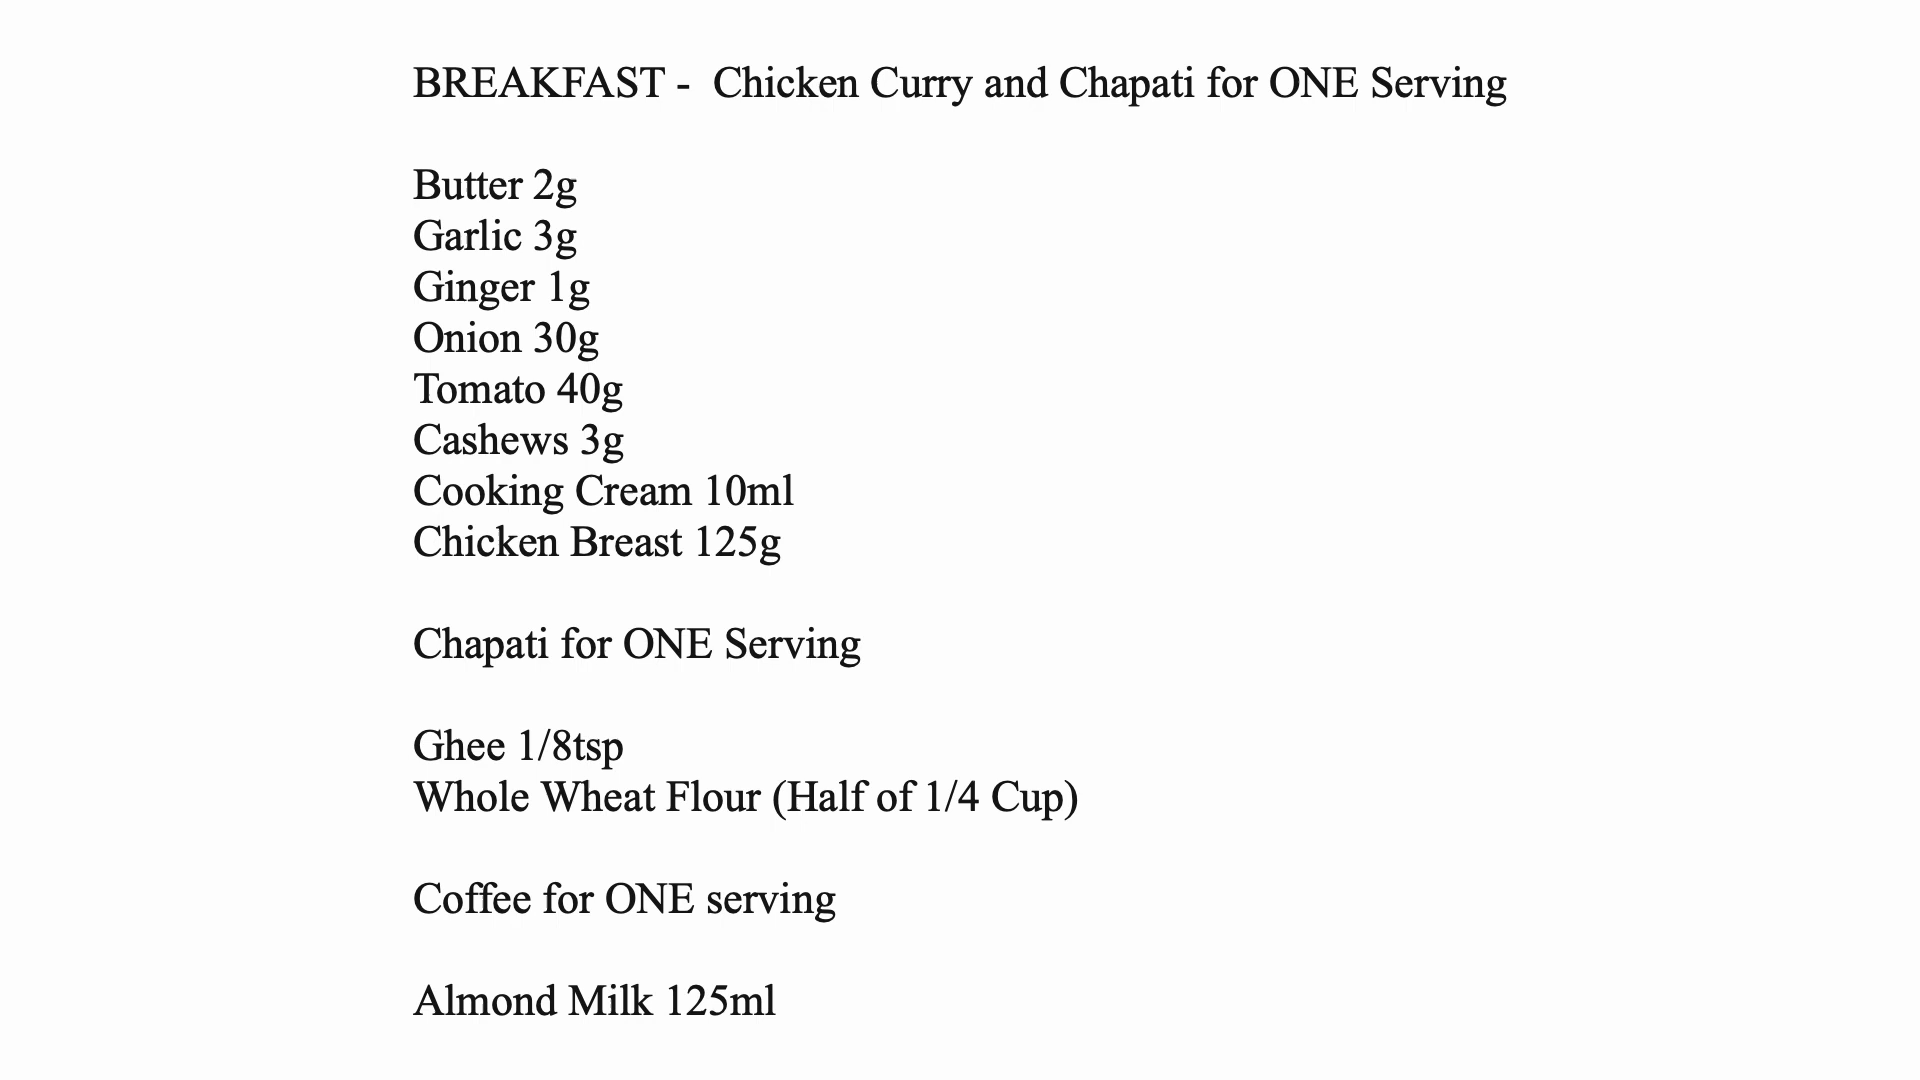 BREAKFAST -  Chicken Curry and Chapati for ONE Serving
Butter 2g
Garlic 3g
Ginger 1g
Onion 30g
Tomato 40g
Cashews 3g
Cooking Cream 10ml
Chicken Breast 125g
Chapati for ONE Serving
Ghee 1/8tsp
Whole Wheat Flour (Half of 1/4 Cup)
Coffee for ONE serving
Almond Milk 125ml